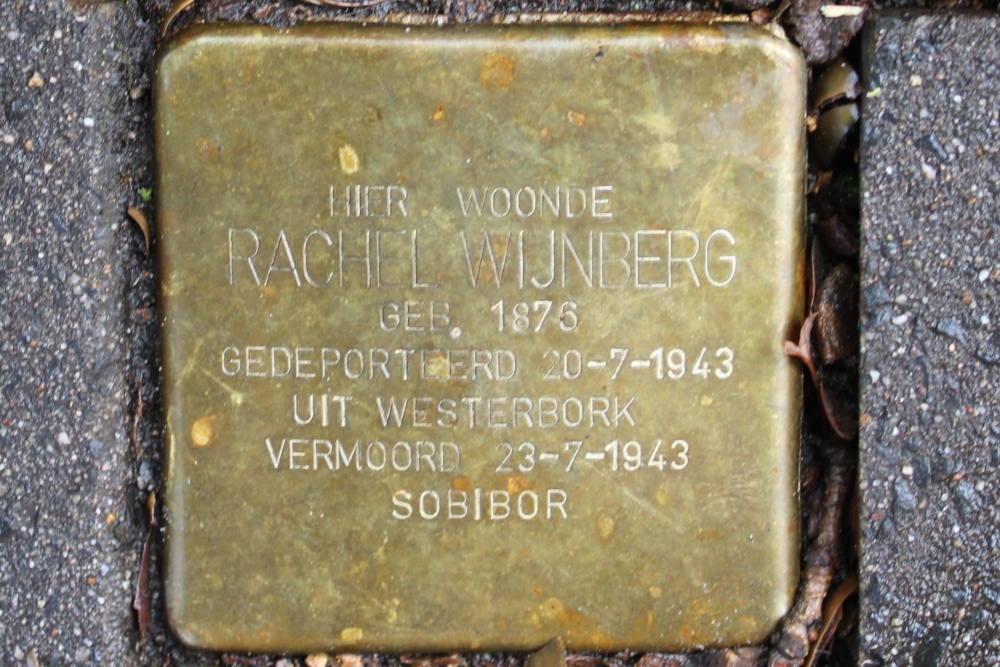 HIER WOONDE
RACHEL WIJNBERG
GEB. 1876
GEDEPORTEERD 20-7-1943
UIT WESTERBORK
VERMOORD 23-7-1943
SOBIBOR